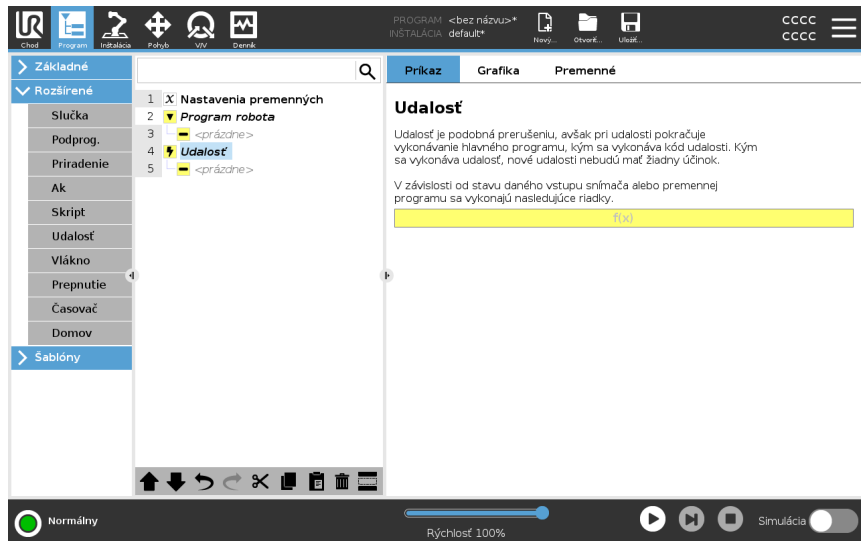 UR
Chod
Program
Inštalácia
Pohyb
V/V
Denník
PROGRAM <bez názvu>*
INŠTALÁCIA default*
Nový...
Otvoriť...
Uložiť...
cccc
cccc
Základné
Rozšírené
Slučka
Podprog.
Priradenie
Ak
Skript
Udalosť
Vlákno
Prepnutie
Časovač
Domov
Šablóny
1 X Nastavenia premenných
2 Program robota
3 <prázdne>
4 Udalosť
5 <prázdne>
Príkaz
Grafika
Premenné
Udalosť
Udalosť je podobná prerušeniu, avšak pri udalosti pokračuje
vykonávanie hlavného programu, kým sa vykonáva kód udalosti. Kým
sa vykonáva udalosť, nové udalosti nebudú mať žiadny účinok.
V závislosti od stavu daného vstupu snímača alebo premennej
programu sa vykonajú nasledujúce riadky.
f(x)
Normálny
Rýchlosť 100%
Simulácia